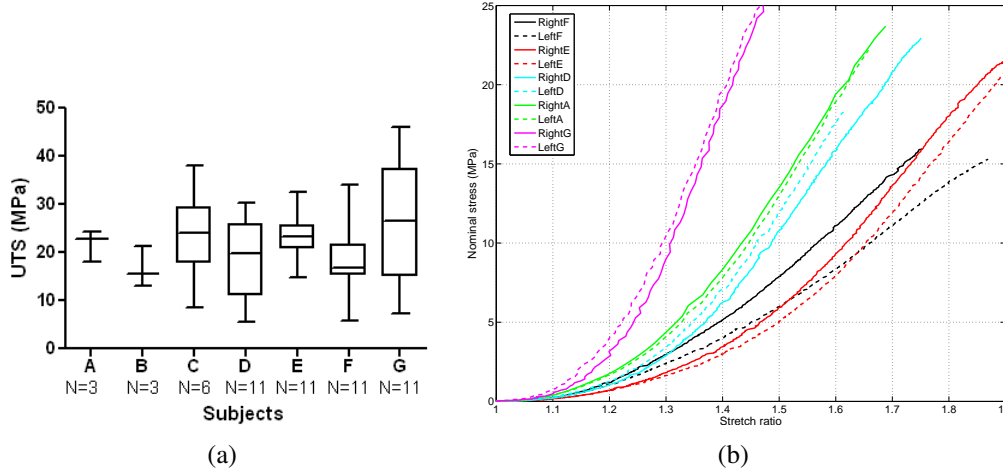 50
40
30
20
10
0
UTS (MPa)
A B C D E F G
N=3 N=3 N=6 N=11 N=11 N=11 N=11
Subjects
(a)
25
20
15
10
5
0
Nominal stress (MPa)
RightF
LeftF
RightE
LeftE
RightD
LeftD
RightA
LeftA
RightG
LeftG
1 1.1 1.2 1.3 1.4 1.5 1.6 1.7 1.8 1.9
Stretch ratio
(b)